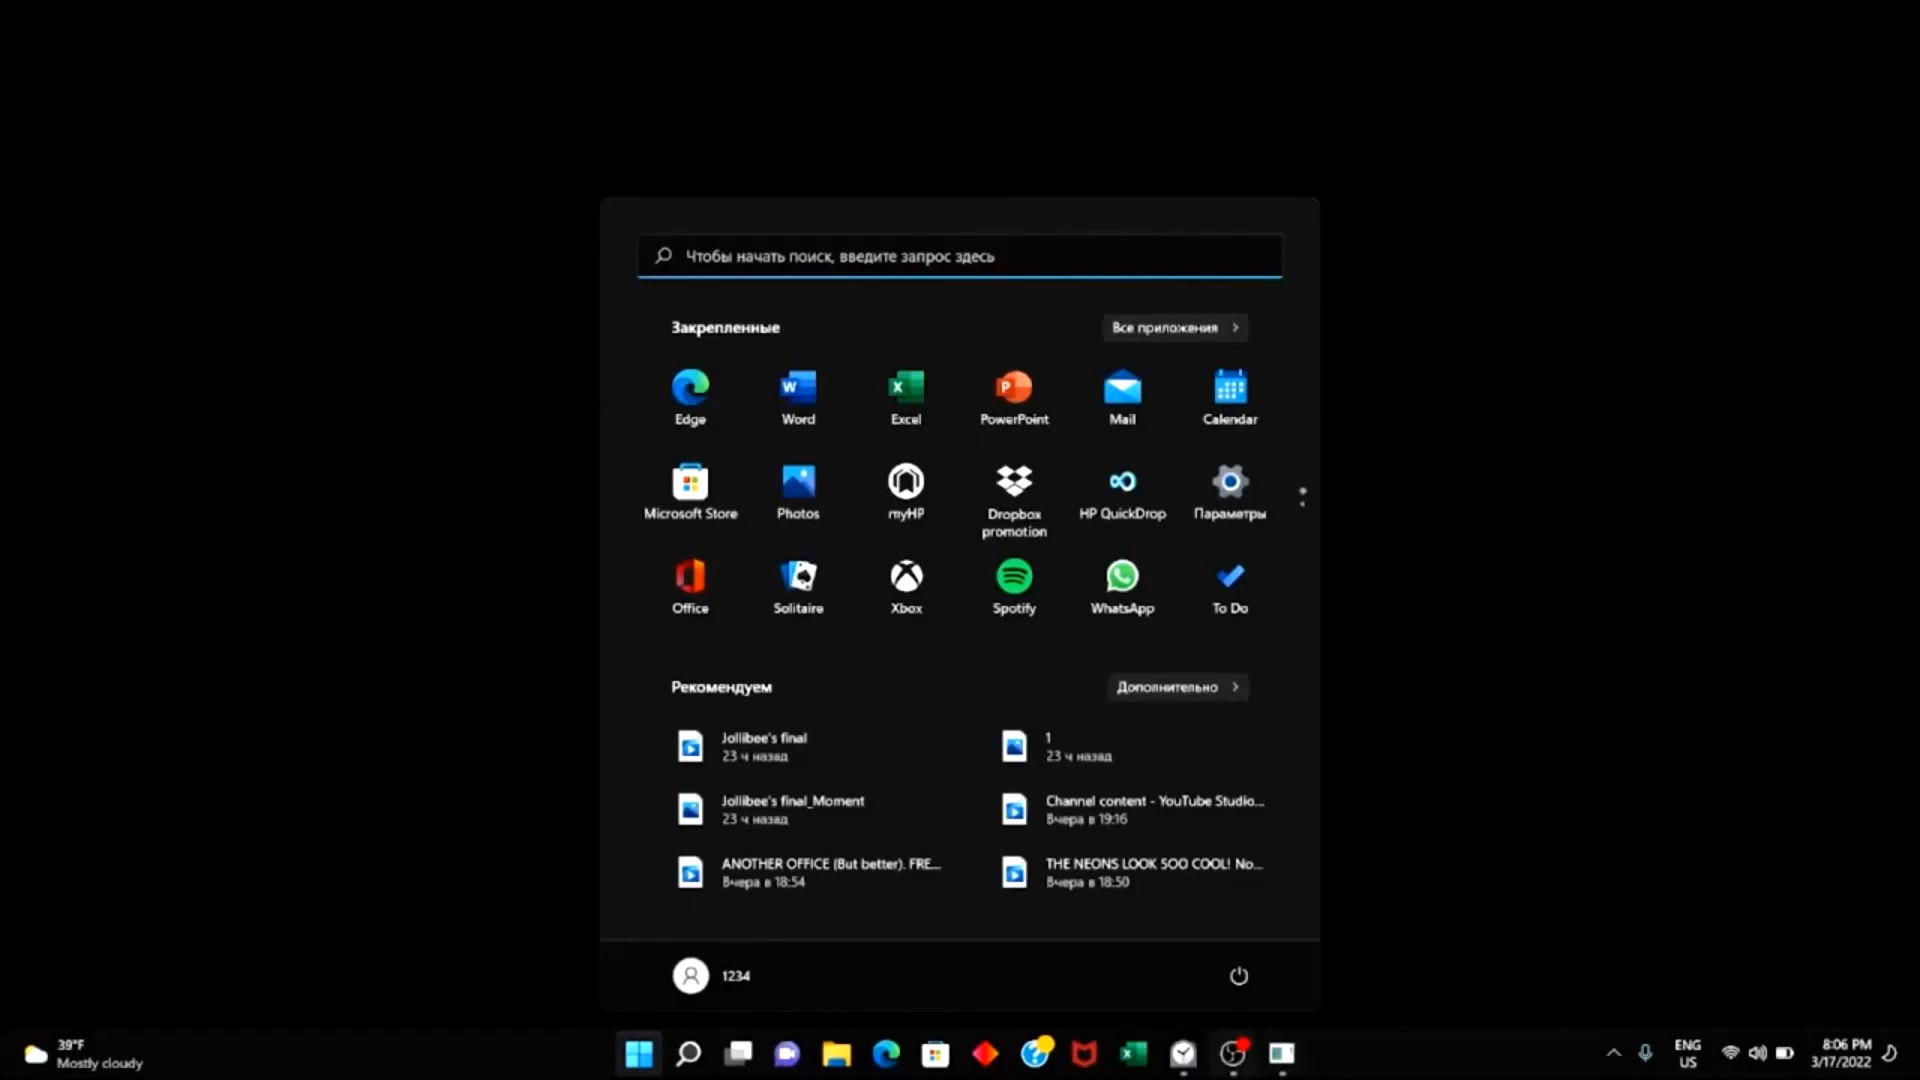 Чтобы начать поиск, введите запрос здесь
Закрепленные
Все приложения
Edge
Word
Excel
PowerPoint
Mail
Calendar
Microsoft Store
Photos
myHP
Dropbox
promotion
HP QuickDrop
Параметры
Office
Solitaire
Xbox
Spotify
WhatsApp
To Do
Рекомендуем
Дополнительно
Jollibee's final
23 ч назад
1
23 ч назад
Jollibee's final_Moment
23 ч назад
Channel content - YouTube Studio...
Вчера в 19:16
ANOTHER OFFICE (But better). FRE...
Вчера в 18:54
THE NEONS LOOK SOO COOL! No...
Вчера в 18:50
1234
39°F
Mostly cloudy
ENG
US
8:06 PM
3/17/2022